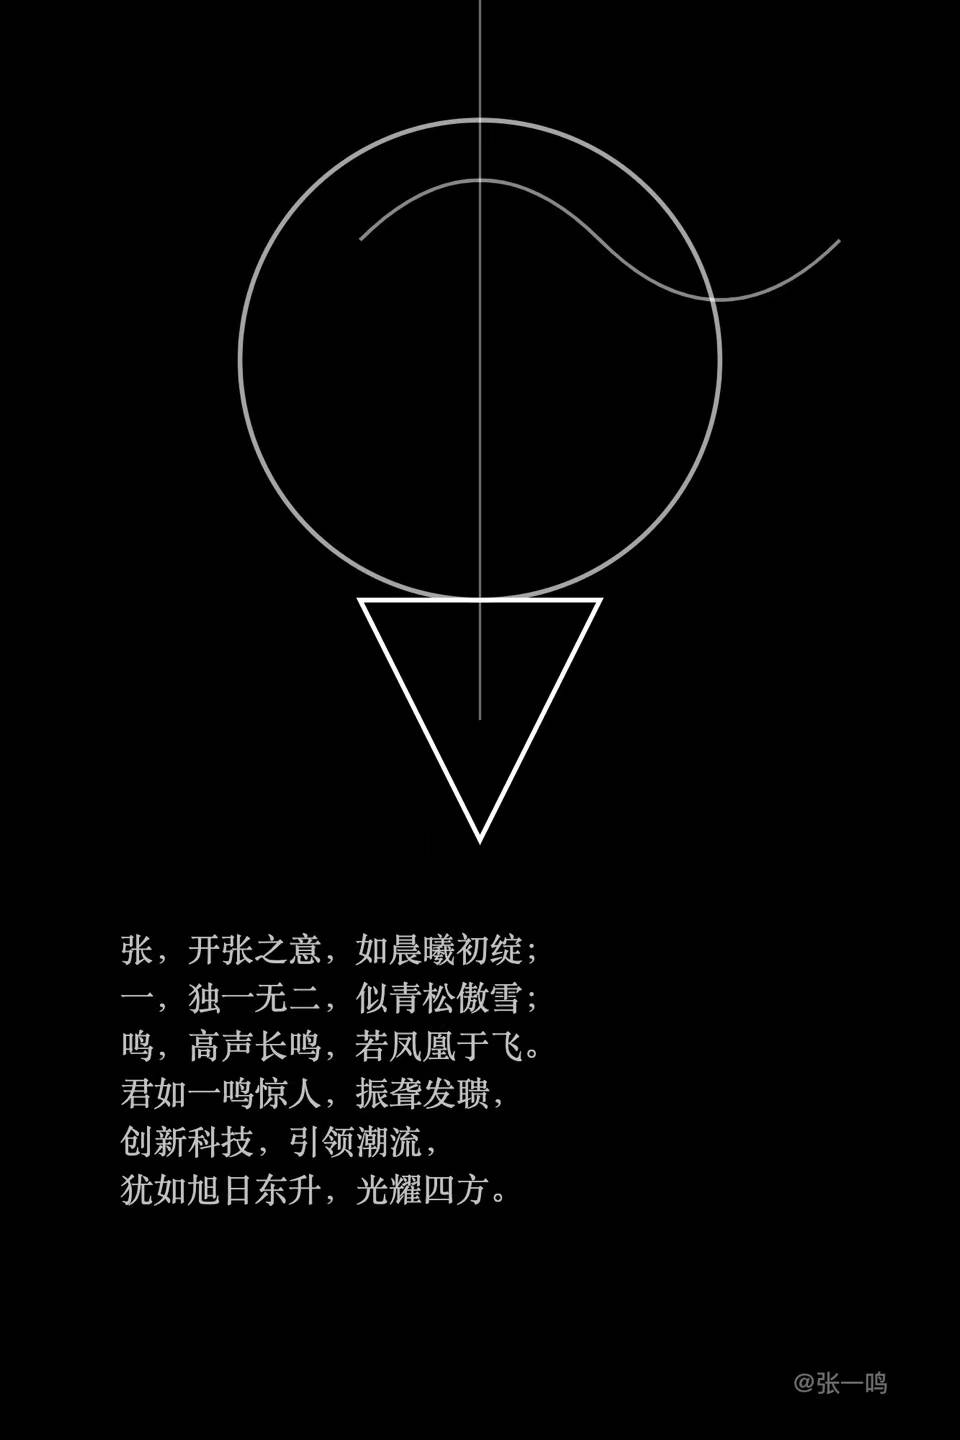 张，开张之意，如晨曦初绽；
一，独一无二，似青松傲雪；
鸣，高声长鸣，若凤凰于飞。
君如一鸣惊人，振聋发聩，
创新科技，引领潮流，
犹如旭日东升，光耀四方。
@张一鸣